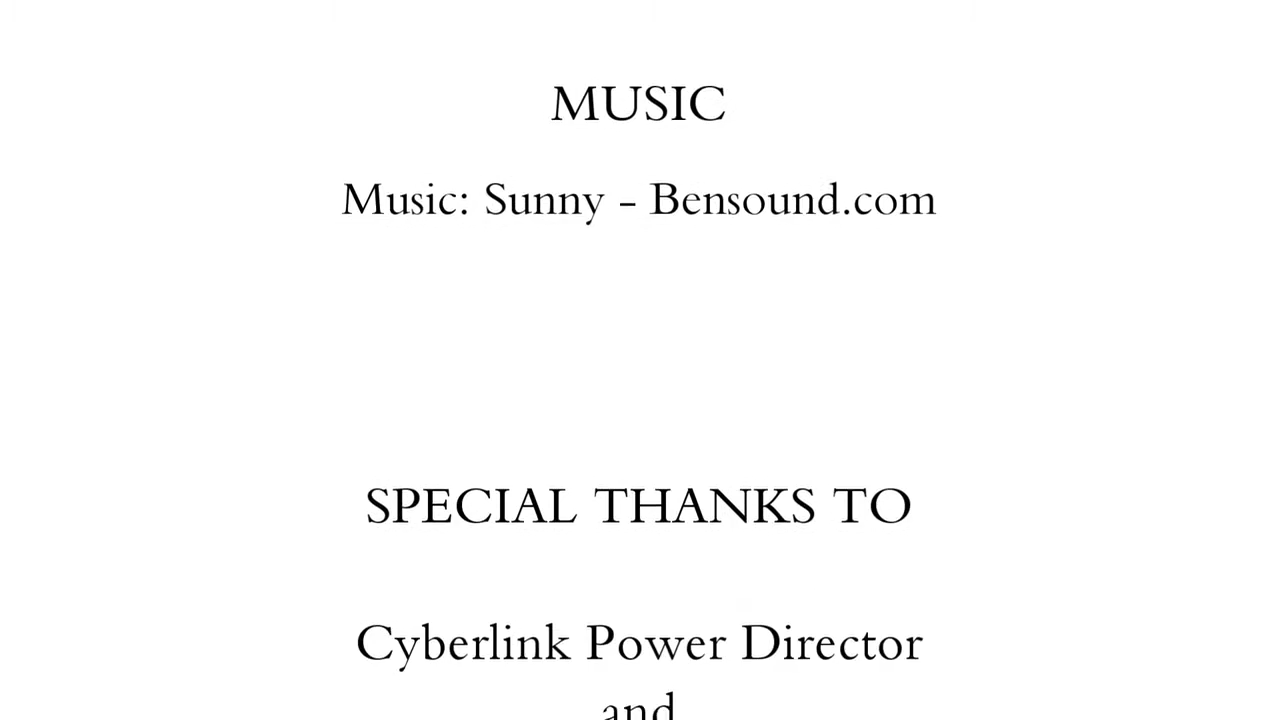 MUSIC
Music: Sunny - Bensound.com
SPECIAL THANKS TO
Cyberlink Power Director
and